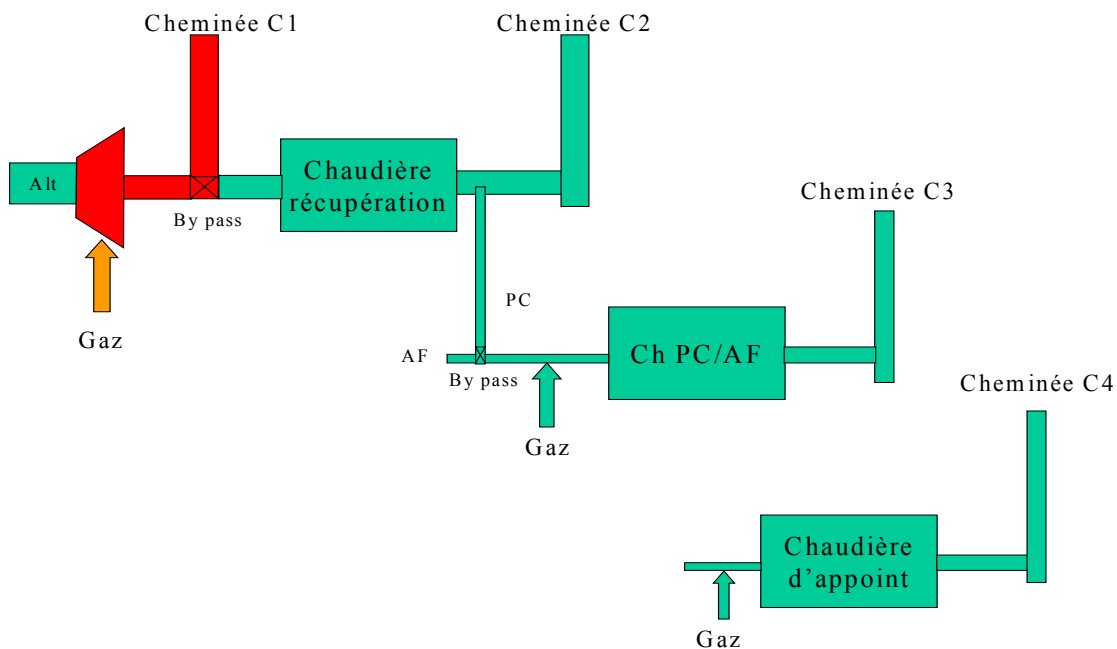 Cheminée C1
Cheminée C2
Alt
Chaudière
récupération
By pass
Cheminée C3
Gaz
PC
AF
Ch PC/AF
By pass
Gaz
Cheminée C4
Chaudière
d'appoint
Gaz